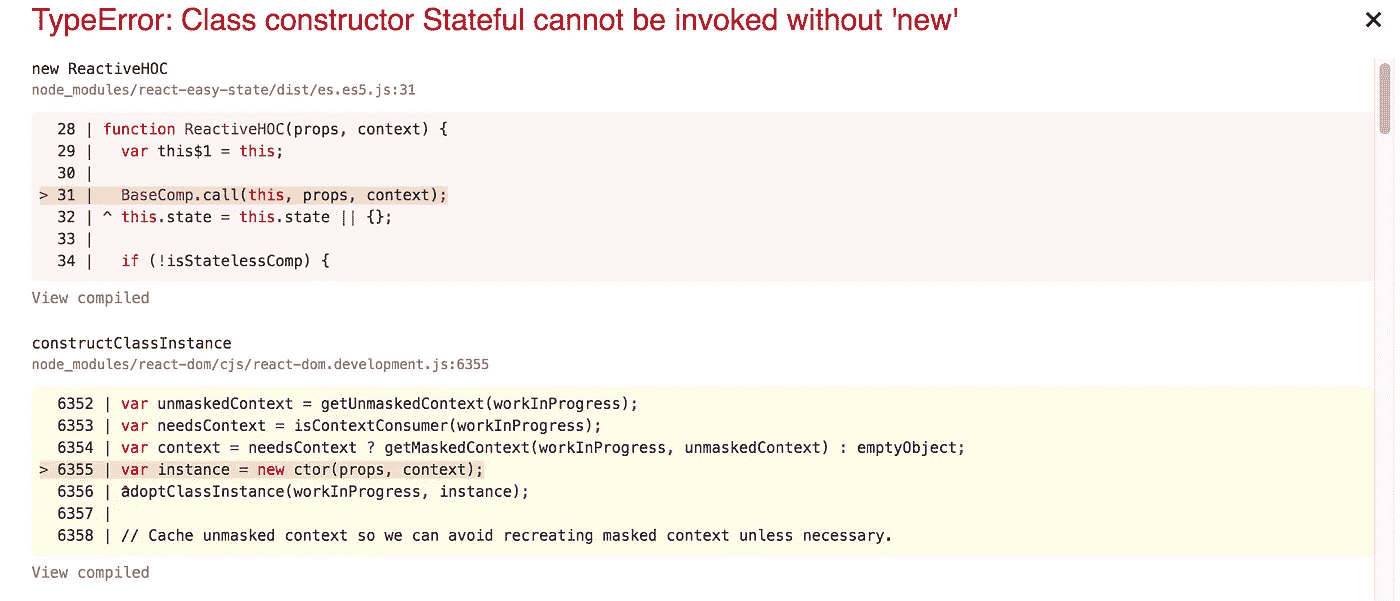 TypeError: Class constructor Stateful cannot be invoked without 'new'
×
new ReactiveHOC
node_modules/react-easy-state/dist/es.es5.js:31
28 | function ReactiveHOC(props, context) {
29 |   var this$1 = this;
30 |
> 31 |   BaseComp.call(this, props, context);
32 | ^ this.state = this.state || {};
33 |
34 |   if (!isStatelessComp) {
View compiled
constructClassInstance
node_modules/react-dom/cjs/react-dom.development.js:6355
6352 | var unmaskedContext = getUnmaskedContext(workInProgress);
6353 | var needsContext = isContextConsumer(workInProgress);
6354 | var context = needsContext ? getMaskedContext(workInProgress, unmaskedContext) : emptyObject;
> 6355 | var instance = new ctor(props, context);
6356 | ^adoptClassInstance(workInProgress, instance);
6357 |
6358 | // Cache unmasked context so we can avoid recreating masked context unless necessary.
View compiled